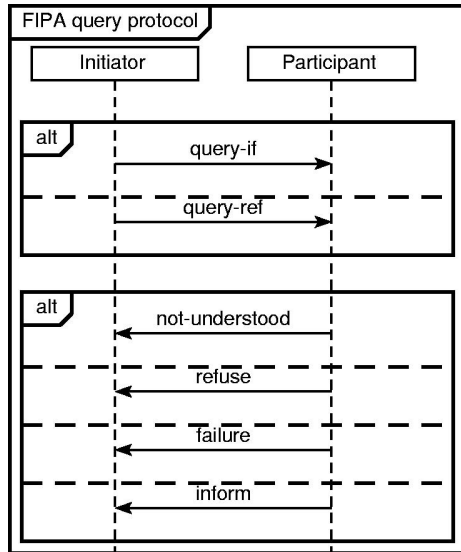 FIPA query protocol
Initiator
Participant
alt
query-if
query-ref
alt
not-understood
refuse
failure
inform